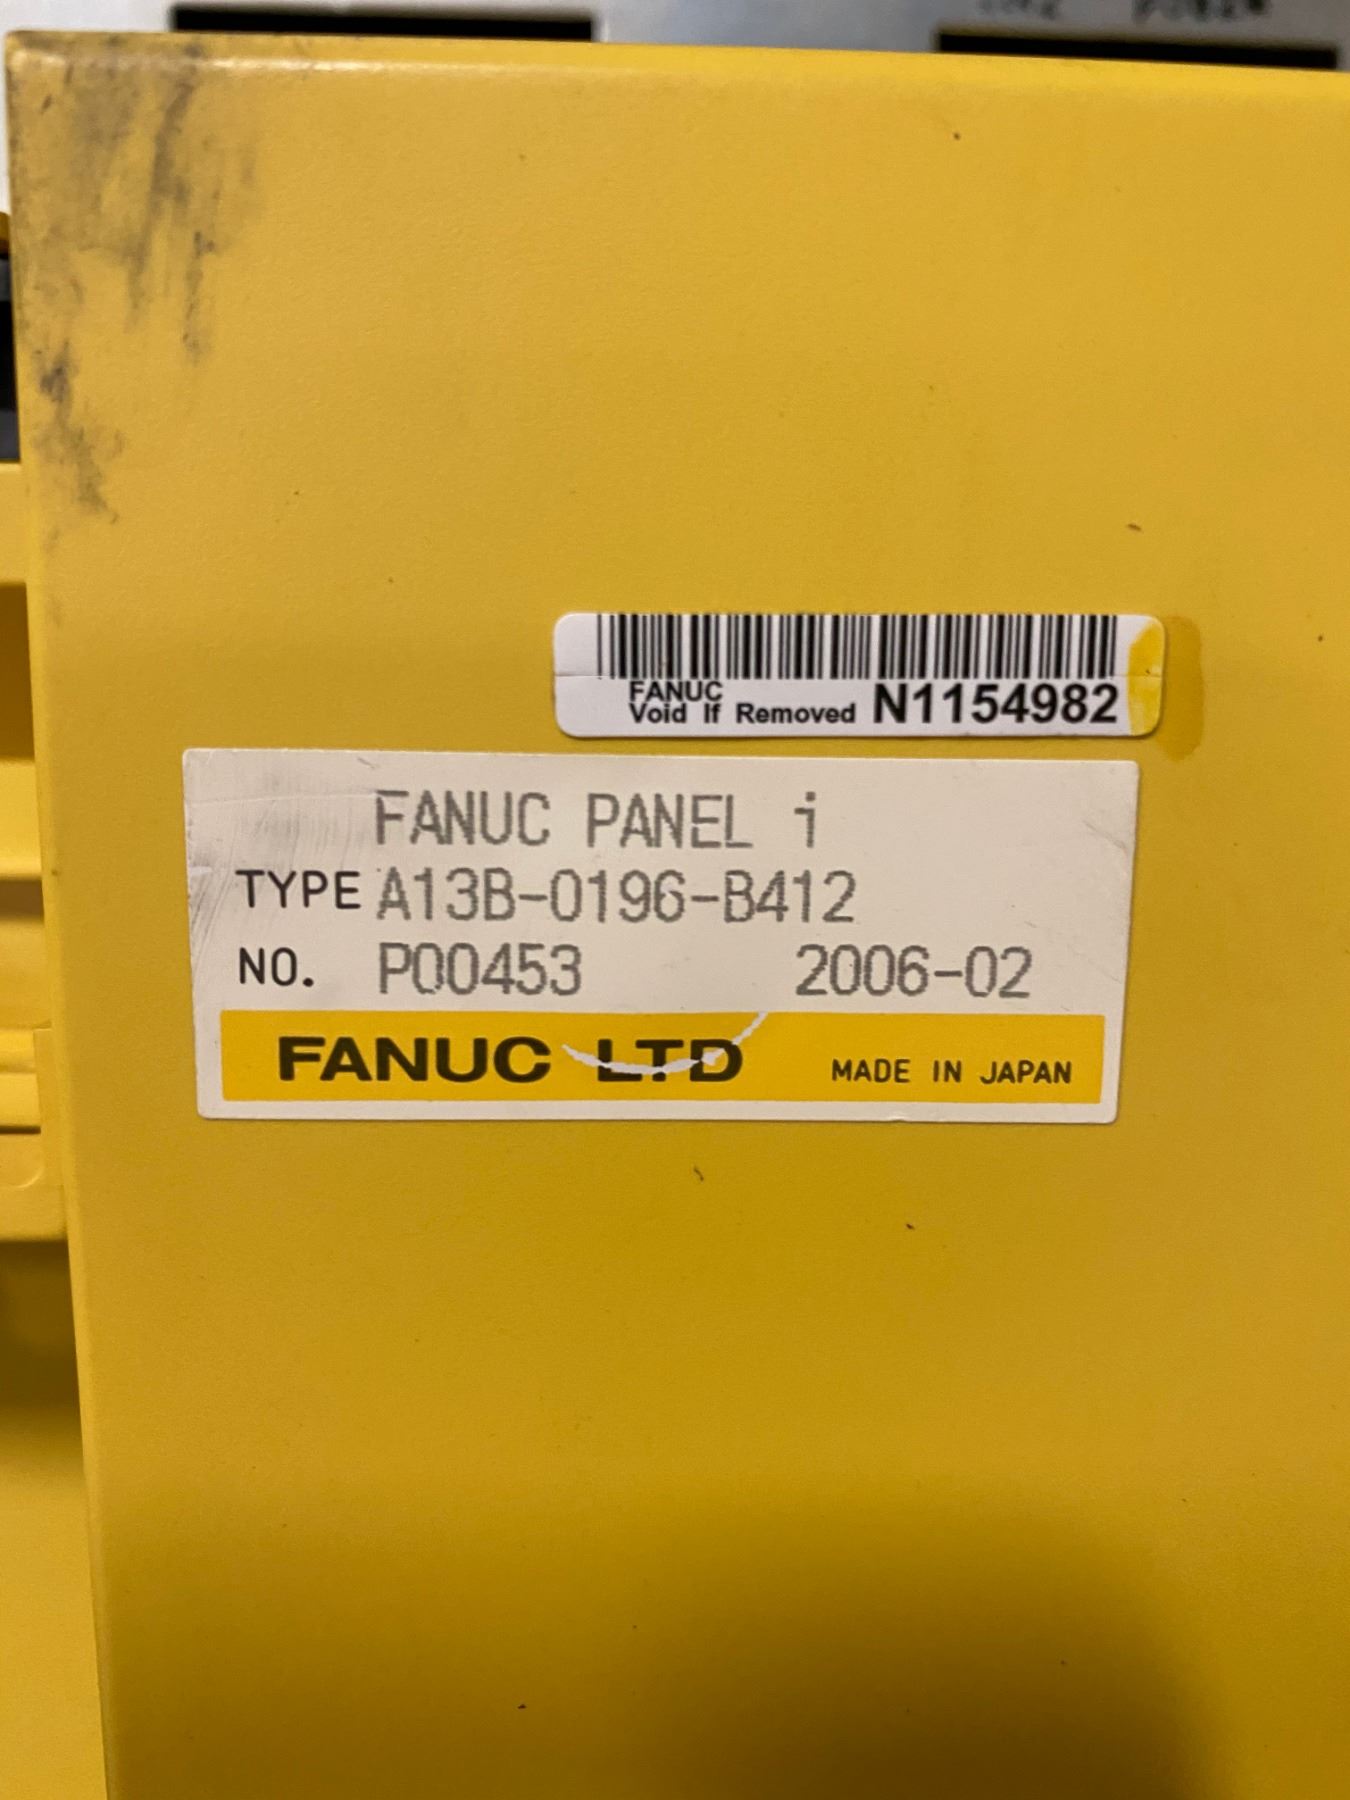 FANUC
Void If Removed N1154982
FANUC PANEL i
TYPE A13B-0196-B412
NO. P00453 2006-02
FANUC LTD MADE IN JAPAN